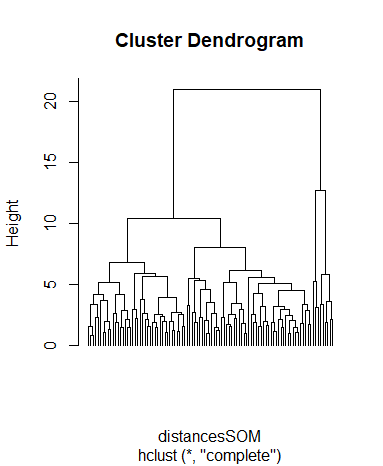 Cluster Dendrogram
Height
20
15
10
5
0
distancesSOM
hclust (*, "complete")